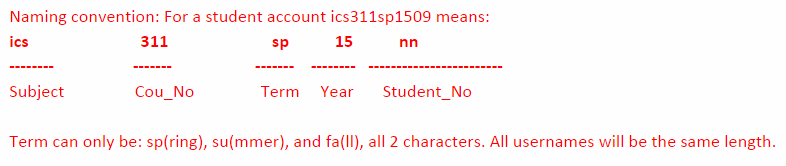 Naming convention: For a student account ics311sp1509 means:
ics 311 sp 15 nn
-------- ------- ------- -------- ------------------------
Subject Cou_No Term Year Student_No
Term can only be: sp(ring), su(mmer), and fa(ll), all 2 characters. All usernames will be the same length.